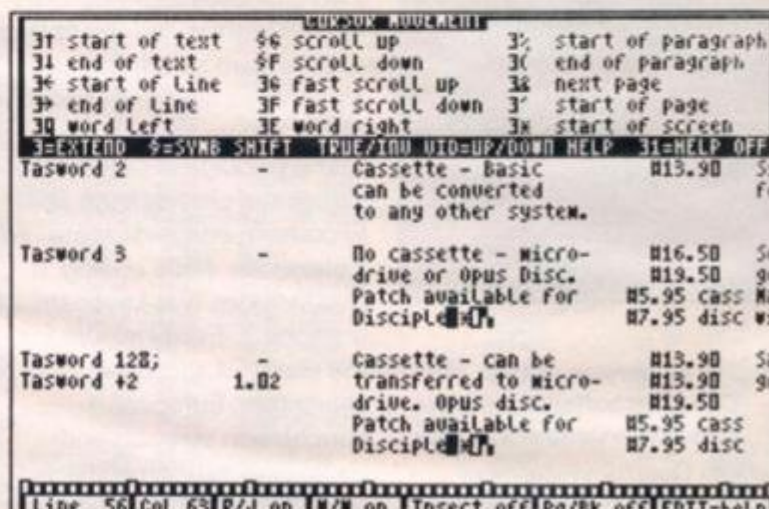 CURSOR MOVEMENT
3↑ start of text $G scroll up 3% start of paragraph
3↓ end of text $F scroll down 3( end of paragraph
3← start of line 3G fast scroll up 3& next page
3→ end of line 3F fast scroll down 3' start of page
3Q word left 3E word right 3* start of screen
3=EXTEND $=SYMB SHIFT TRUE/INV VID=UP/DOWN HELP 31=HELP OFF
Tasword 2 - Cassette - Basic #13.90
can be converted
to any other system.
Tasword 3 - No cassette - micro- #16.50
drive or Opus Disc. #19.50
Patch available for #5.95 cass
Disciple #7.95 disc
Tasword 128; - Cassette - can be #13.90
Tasword +2 1.02 transferred to micro- #13.90
drive. Opus disc. #19.50
Patch available for #5.95 cass
Disciple #7.95 disc
Line 56 Col 63 R/J on W/W on Insert off Pg/Bk off EDIT=help